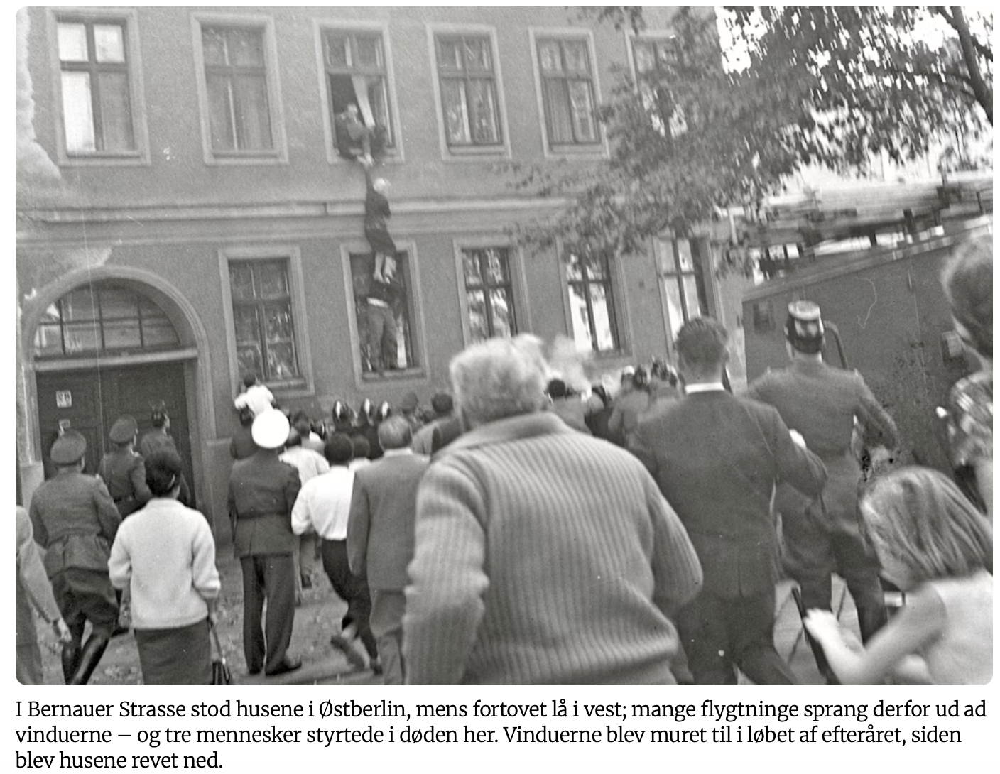 I Bernauer Strasse stod husene i Østberlin, mens fortovet lå i vest; mange flygtninge sprang derfor ud ad
vinduerne – og tre mennesker styrtede i døden her. Vinduerne blev muret til i løbet af efteråret, siden
blev husene revet ned.